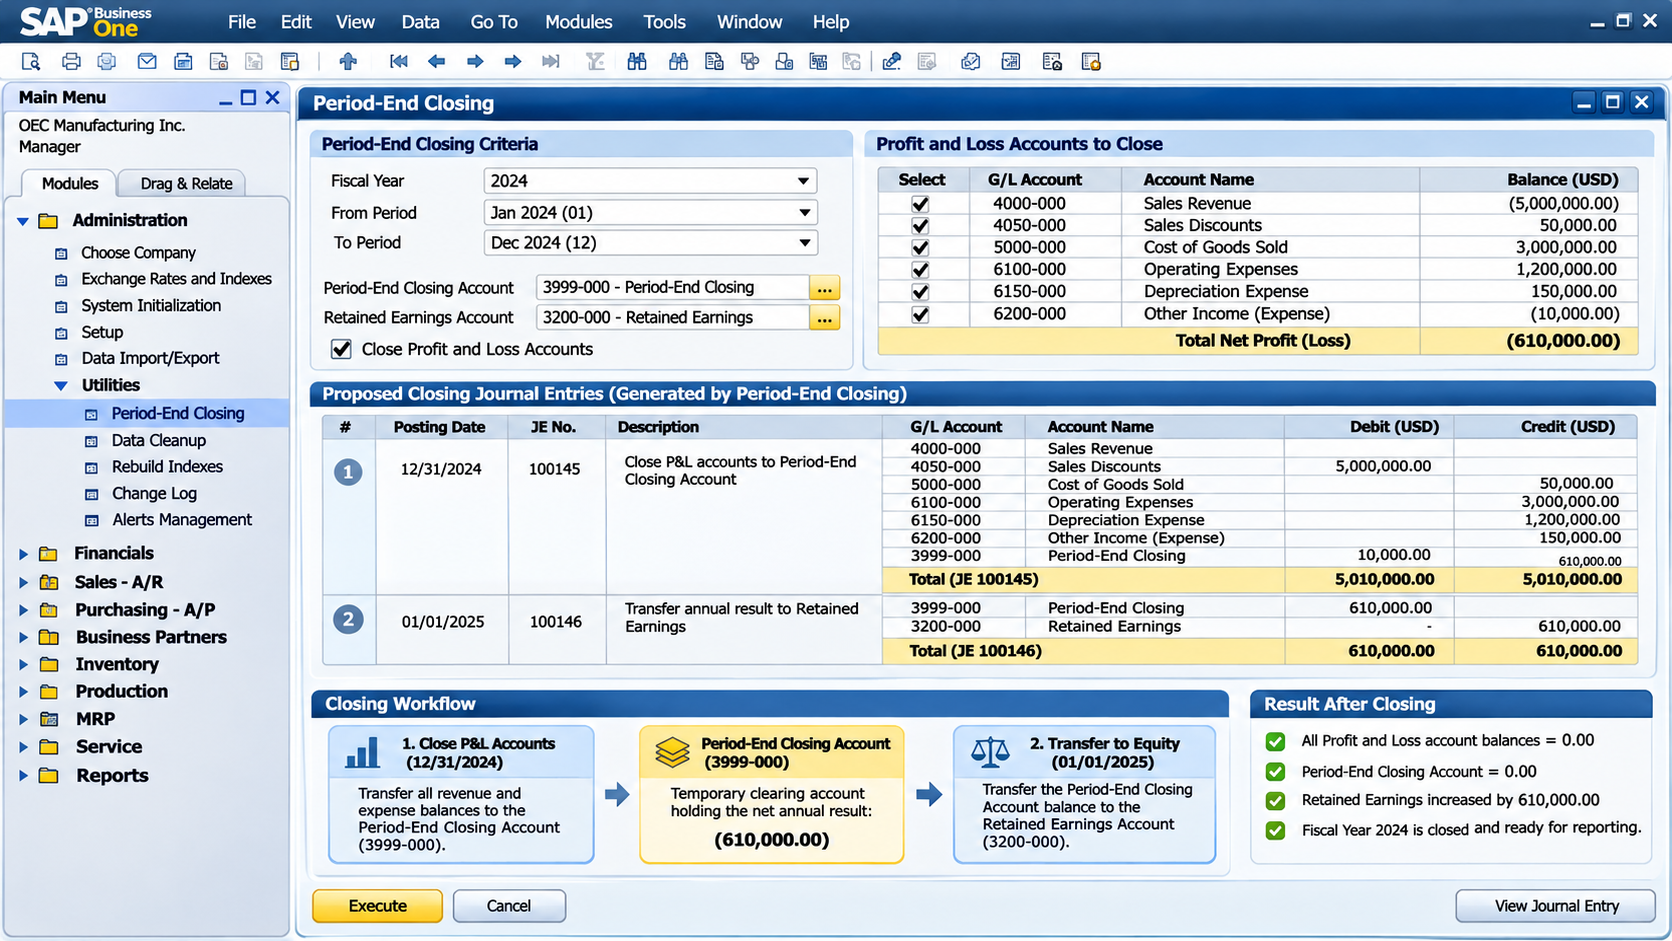 SAP Business One
File Edit View Data Go To Modules Tools Window Help
Main Menu
OEC Manufacturing Inc.
Manager
Modules Drag & Relate
Administration
Choose Company
Exchange Rates and Indexes
System Initialization
Setup
Data Import/Export
Utilities
Period-End Closing
Data Cleanup
Rebuild Indexes
Change Log
Alerts Management
Financials
Sales - A/R
Purchasing - A/P
Business Partners
Inventory
Production
MRP
Service
Reports
Period-End Closing
Period-End Closing Criteria
Fiscal Year 2024
From Period Jan 2024 (01)
To Period Dec 2024 (12)
Period-End Closing Account 3999-000 - Period-End Closing ...
Retained Earnings Account 3200-000 - Retained Earnings ...
Close Profit and Loss Accounts
Profit and Loss Accounts to Close
Select G/L Account Account Name Balance (USD)
4000-000 Sales Revenue (5,000,000.00)
4050-000 Sales Discounts 50,000.00
5000-000 Cost of Goods Sold 3,000,000.00
6100-000 Operating Expenses 1,200,000.00
6150-000 Depreciation Expense 150,000.00
6200-000 Other Income (Expense) (10,000.00)
Total Net Profit (Loss) (610,000.00)
Proposed Closing Journal Entries (Generated by Period-End Closing)
# Posting Date JE No. Description G/L Account Account Name Debit (USD) Credit (USD)
1 12/31/2024 100145 Close P&L accounts to Period-End
Closing Account
4000-000 Sales Revenue
4050-000 Sales Discounts 5,000,000.00
5000-000 Cost of Goods Sold 50,000.00
6100-000 Operating Expenses 3,000,000.00
6150-000 Depreciation Expense 1,200,000.00
6200-000 Other Income (Expense) 150,000.00
3999-000 Period-End Closing 10,000.00 610,000.00
Total (JE 100145) 5,010,000.00 5,010,000.00
2 01/01/2025 100146 Transfer annual result to Retained
Earnings
3999-000 Period-End Closing 610,000.00
3200-000 Retained Earnings - 610,000.00
Total (JE 100146) 610,000.00 610,000.00
Closing Workflow
1. Close P&L Accounts
(12/31/2024)
Transfer all revenue and
expense balances to the
Period-End Closing Account
(3999-000).
Period-End Closing Account
(3999-000)
Temporary clearing account
holding the net annual result:
(610,000.00)
2. Transfer to Equity
(01/01/2025)
Transfer the Period-End Closing
Account balance to the
Retained Earnings Account
(3200-000).
Result After Closing
All Profit and Loss account balances = 0.00
Period-End Closing Account = 0.00
Retained Earnings increased by 610,000.00
Fiscal Year 2024 is closed and ready for reporting.
Execute Cancel View Journal Entry